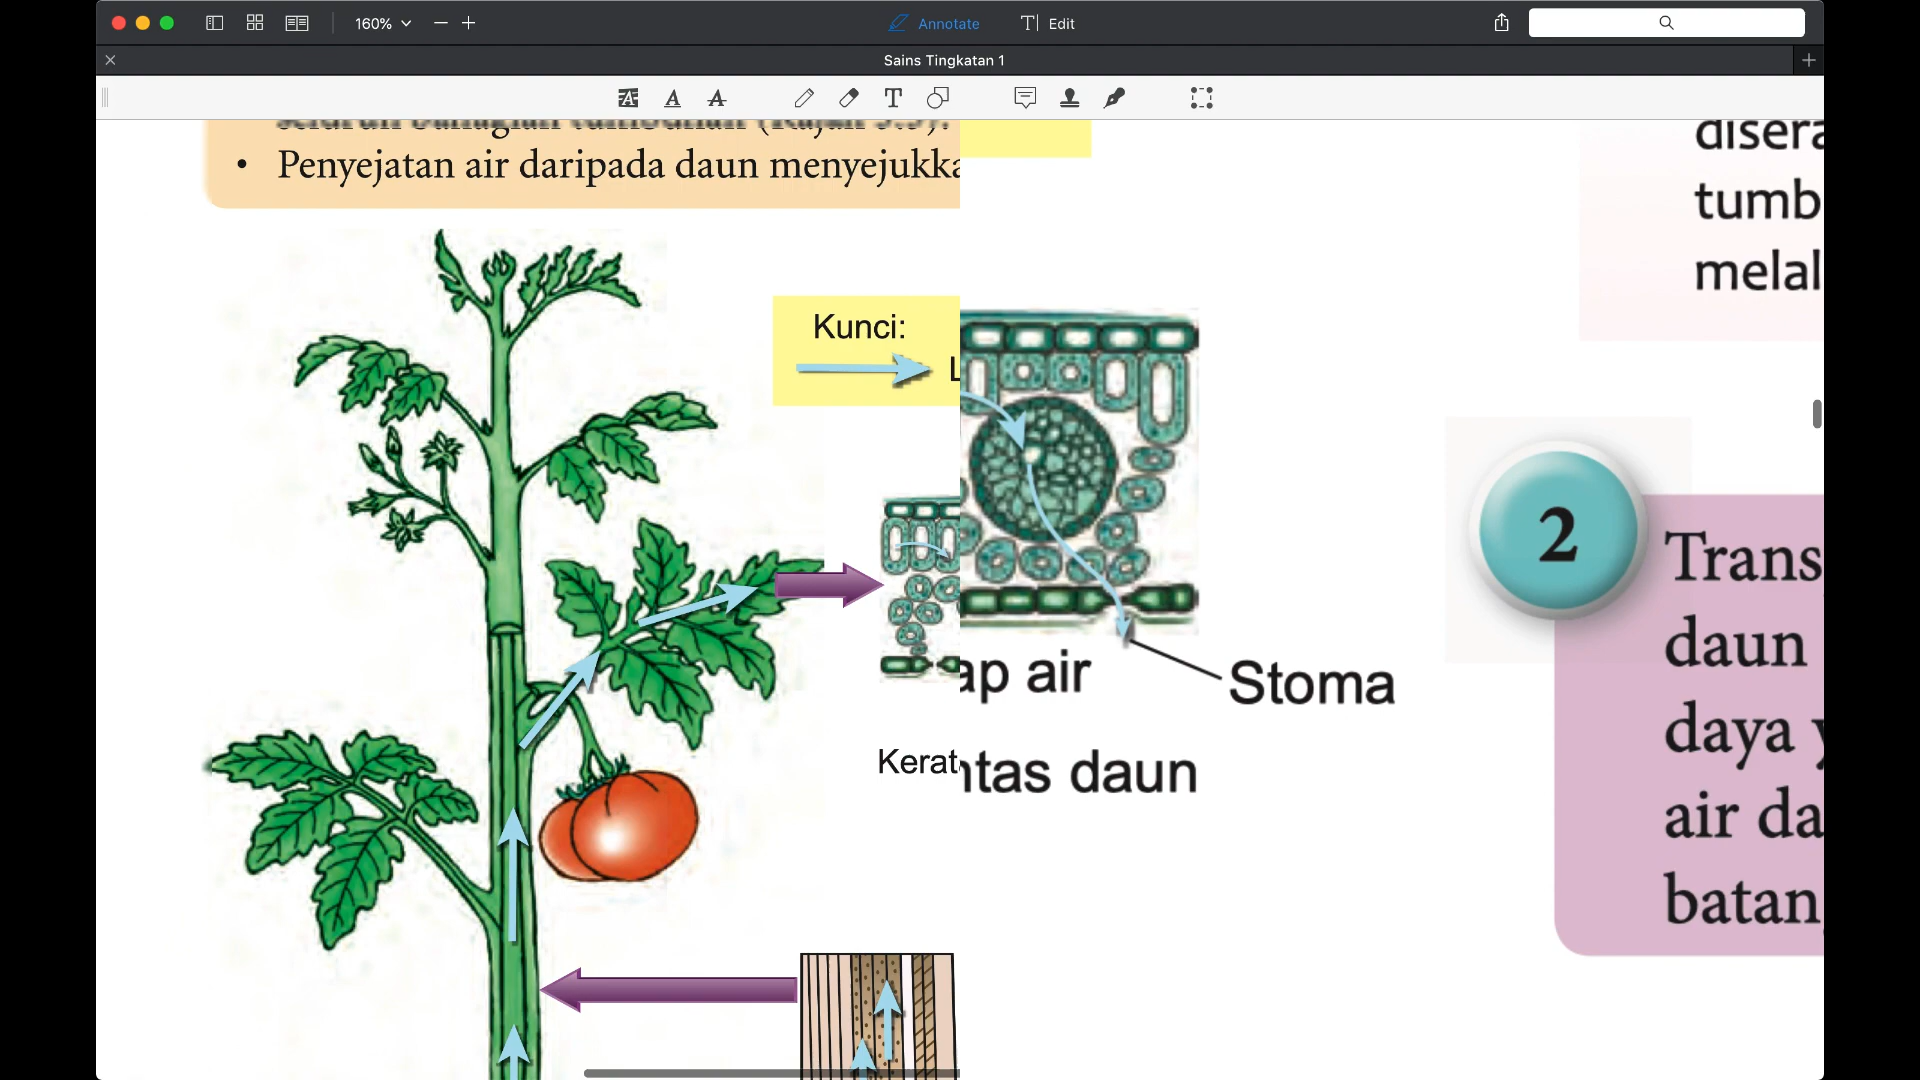 160%
Annotate
Edit
Sains Tingkatan 1
• Penyejatan air daripada daun menyejukka
Kunci:
L
Kerat
ap air
Stoma
ntas daun
disera
tumb
melal
2
Trans
daun
daya y
air da
batan